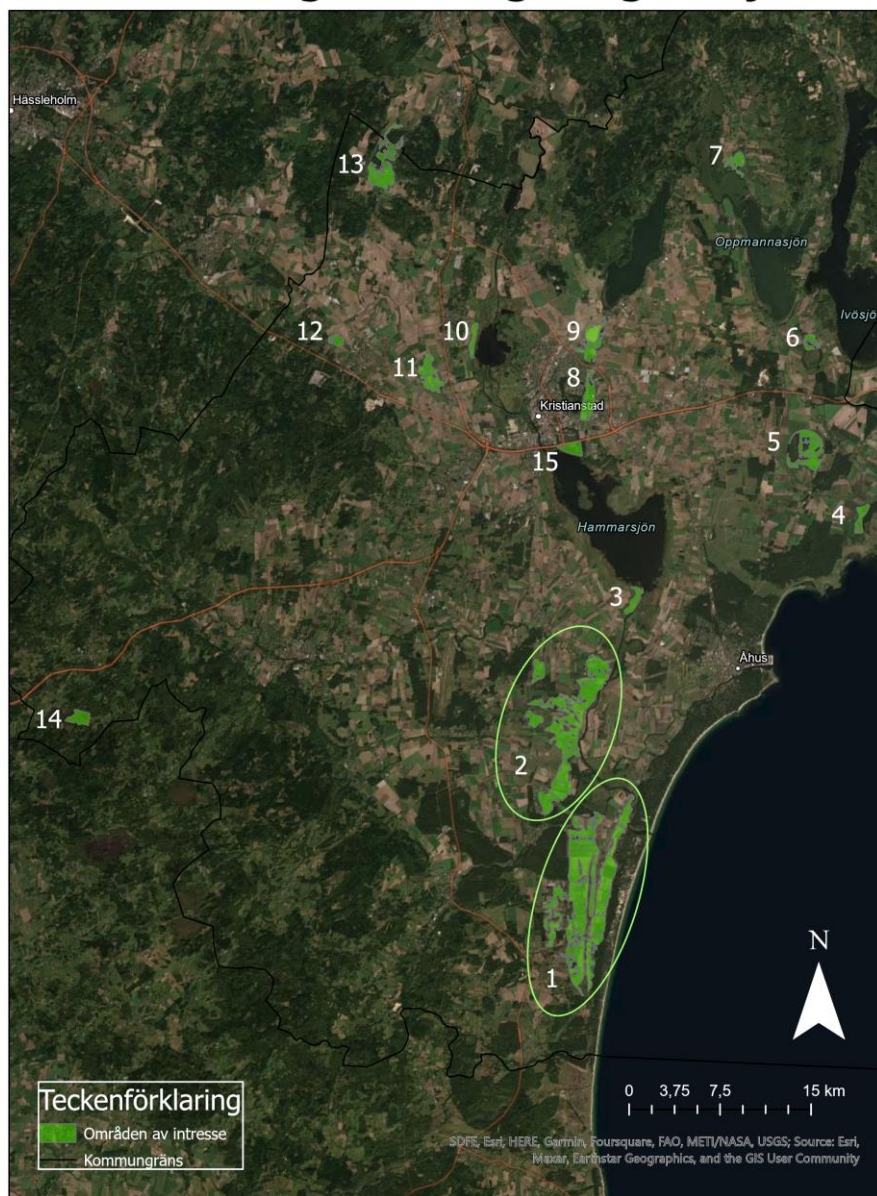 Hässleholm
13
7
Oppmannasjön
Ivösjö
12
10
9
6
11
8
Kristianstad
5
15
4
Hammarsjön
3
Åhus
14
2
N
1
0 3,75 7,5 15 km
Teckenförklaring
Områden av intresse
Kommungräns
SDFE, Esri, HERE, Garmin, Foursquare, FAO, METI/NASA, USGS; Source: Esri,
Maxar, Earthstar Geographics, and the GIS User Community